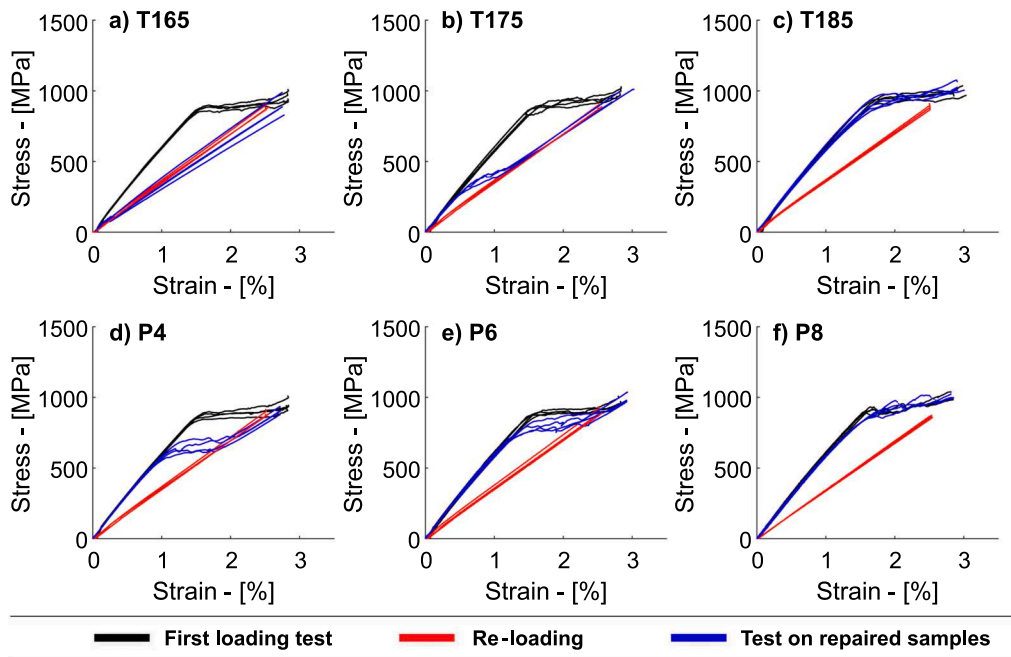 a) T165
1500
1000
500
0
Stress - [MPa]
0 1 2 3
Strain - [%]
b) T175
1500
1000
500
0
Stress - [MPa]
0 1 2 3
Strain - [%]
c) T185
1500
1000
500
0
Stress - [MPa]
0 1 2 3
Strain - [%]
d) P4
1500
1000
500
0
Stress - [MPa]
0 1 2 3
Strain - [%]
e) P6
1500
1000
500
0
Stress - [MPa]
0 1 2 3
Strain - [%]
f) P8
1500
1000
500
0
Stress - [MPa]
0 1 2 3
Strain - [%]
First loading test Re-loading Test on repaired samples